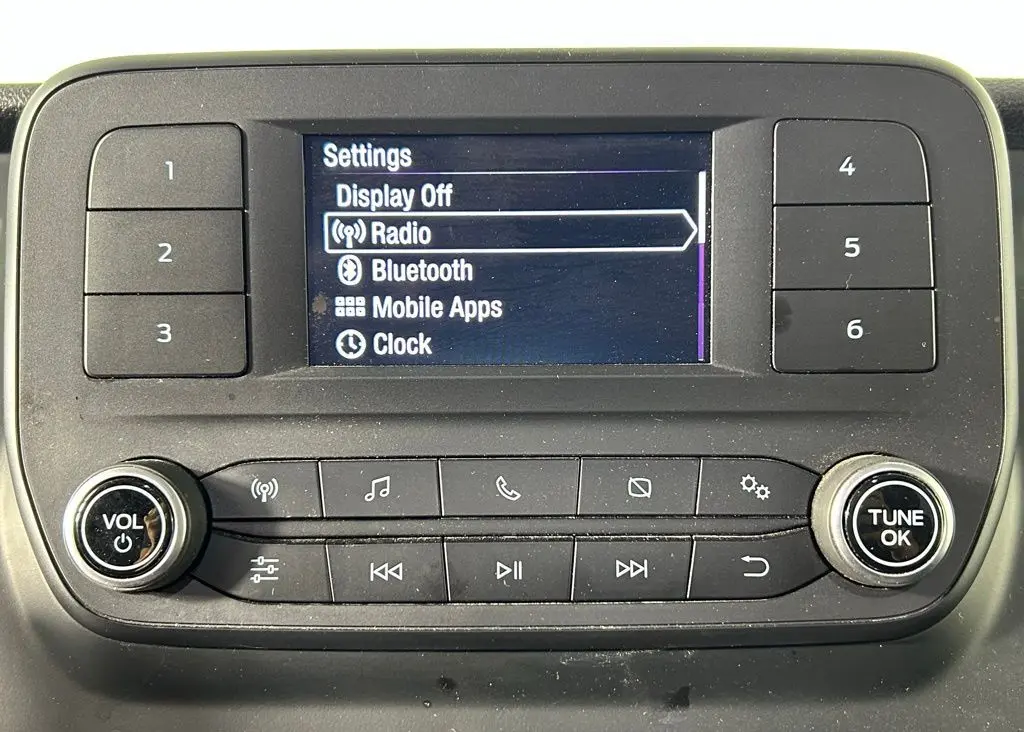 Settings
Display Off
Radio
Bluetooth
Mobile Apps
Clock
1
2
3
4
5
6
VOL
TUNE
OK